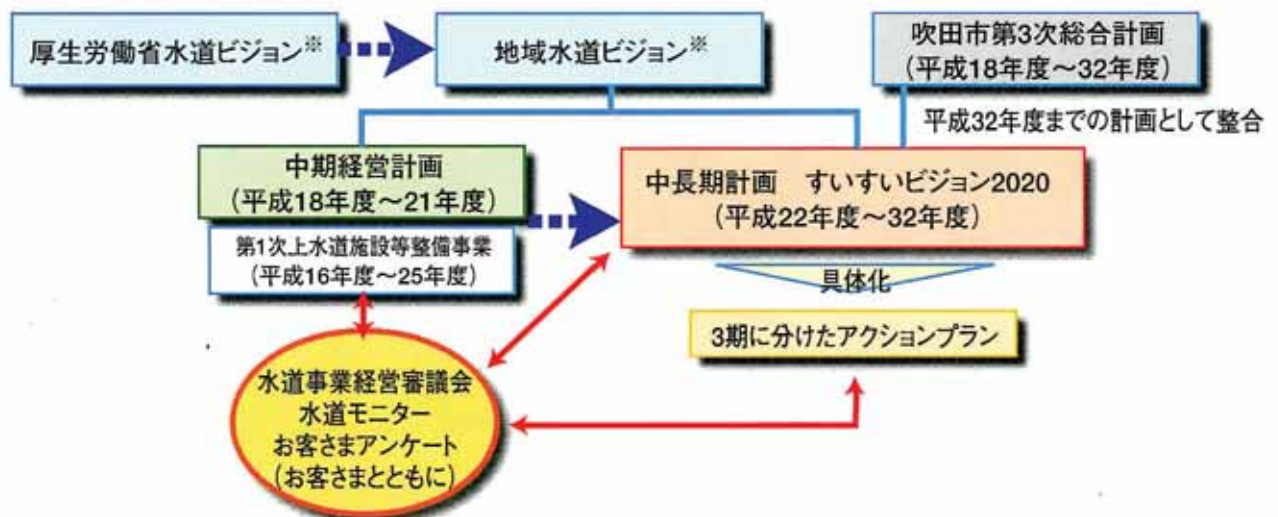 厚生労働省水道ビジョン※
地域水道ビジョン※
吹田市第3次総合計画
(平成18年度～32年度)
平成32年度までの計画として整合
中期経営計画
(平成18年度～21年度)
第1次上水道施設等整備事業
(平成16年度～25年度)
中長期計画　すいすいビジョン2020
(平成22年度～32年度)
具体化
3期に分けたアクションプラン
水道事業経営審議会
水道モニター
お客さまアンケート
(お客さまとともに)